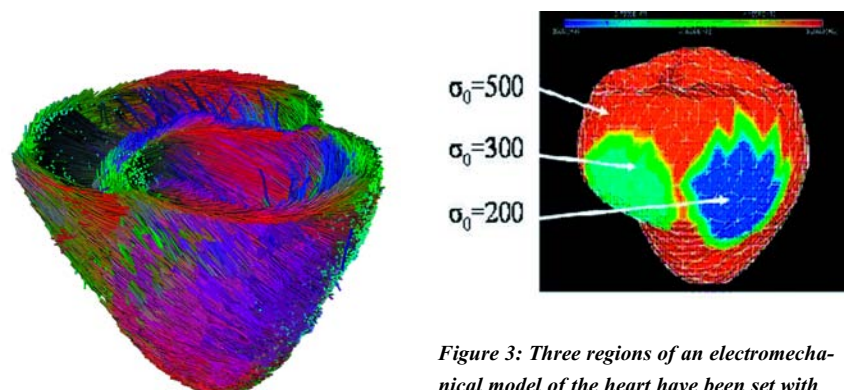 σ₀=500
σ₀=300
σ₀=200
Figure 3: Three regions of an electromecha-
nical model of the heart have been set with